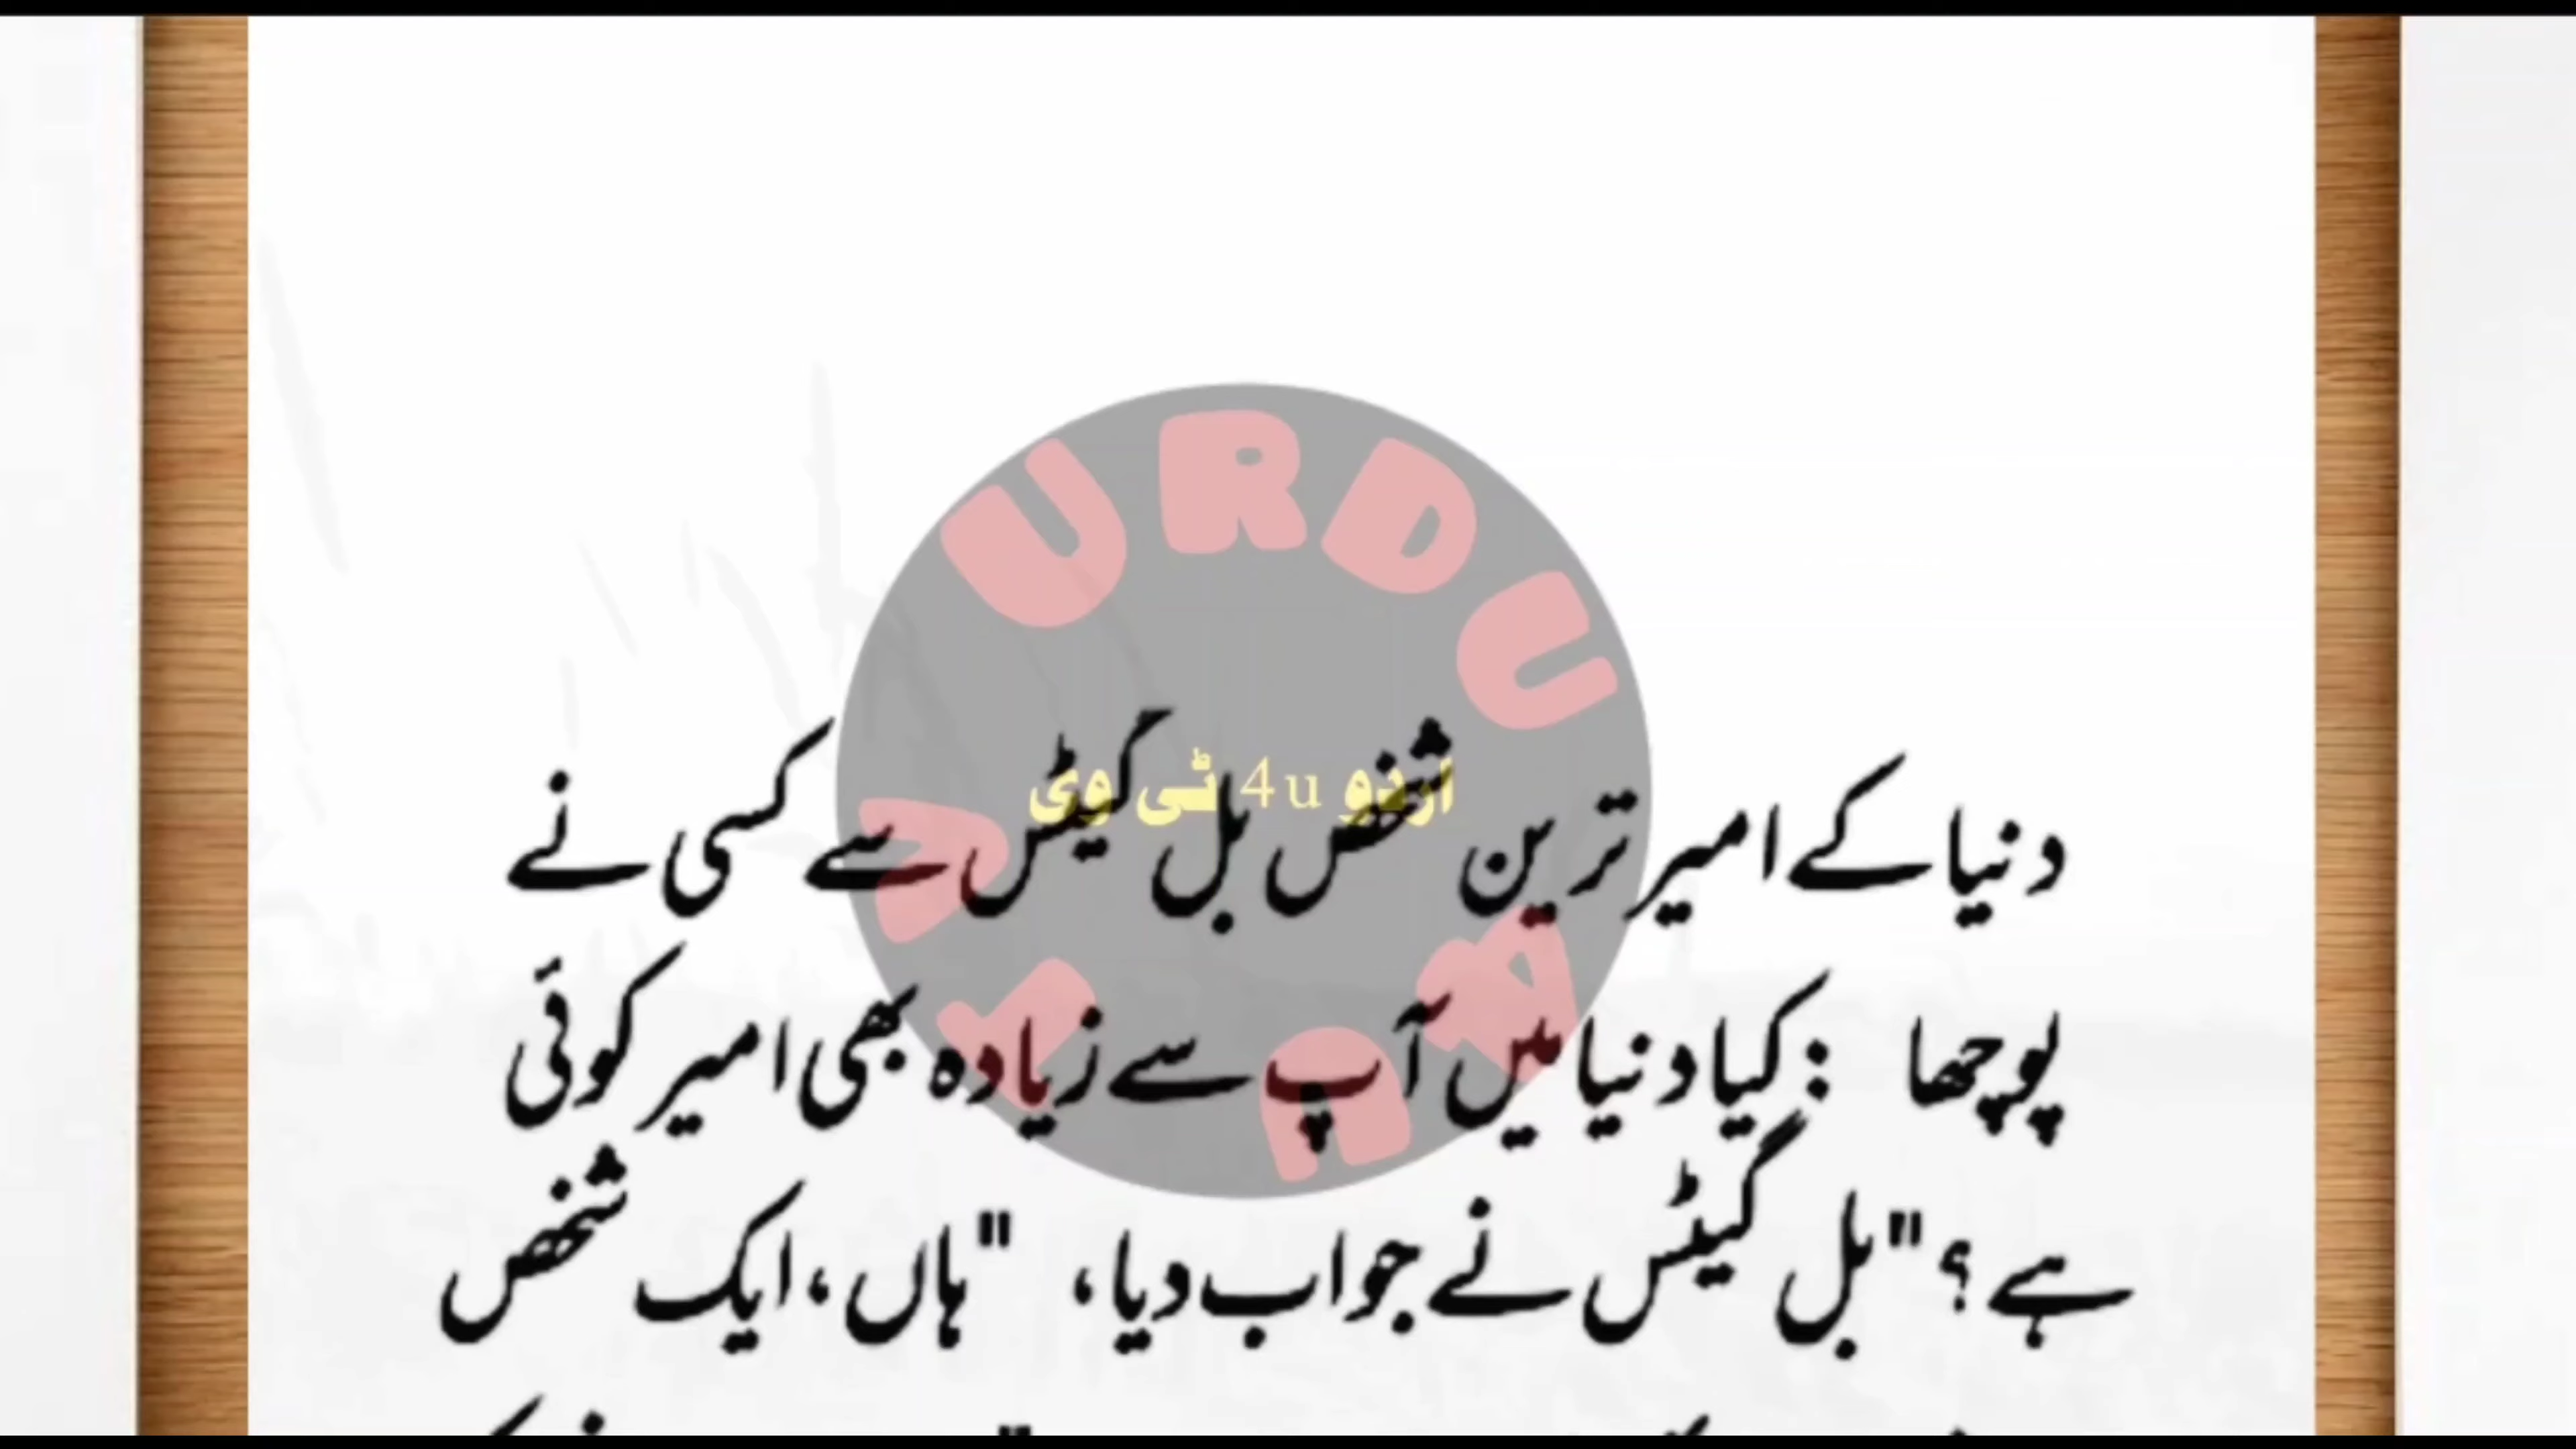 URDU
اردو 4u ٹی وی
دنیا کے امیر ترین شخص بل گیٹس سے کسی نے
پوچھا : کیا دنیا میں آپ سے زیادہ بھی امیر کوئی
ہے ؟" بل گیٹس نے جواب دیا، "ہاں، ایک شخص